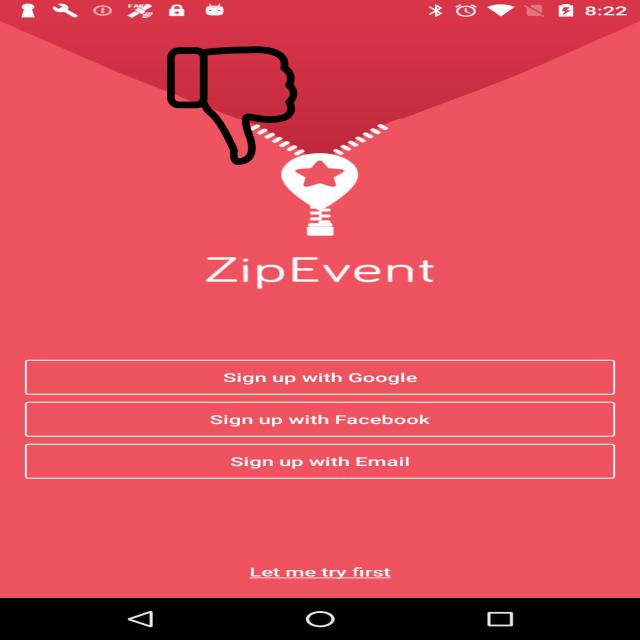 8:22
ZipEvent
Sign up with Google
Sign up with Facebook
Sign up with Email
Let me try first